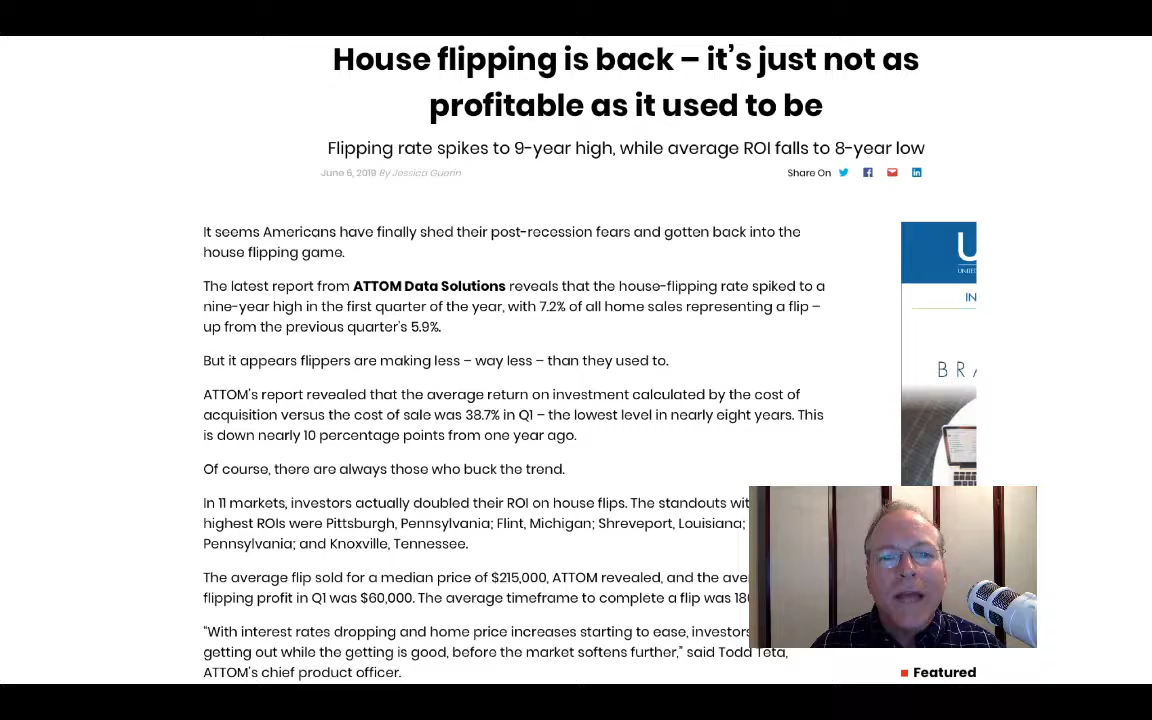 House flipping is back – it's just not as
profitable as it used to be
Flipping rate spikes to 9-year high, while average ROI falls to 8-year low
June 6, 2019 By Jessica Guerin
Share On
It seems Americans have finally shed their post-recession fears and gotten back into the
house flipping game.
The latest report from ATTOM Data Solutions reveals that the house-flipping rate spiked to a
nine-year high in the first quarter of the year, with 7.2% of all home sales representing a flip –
up from the previous quarter's 5.9%.
But it appears flippers are making less – way less – than they used to.
ATTOM's report revealed that the average return on investment calculated by the cost of
acquisition versus the cost of sale was 38.7% in Q1 – the lowest level in nearly eight years. This
is down nearly 10 percentage points from one year ago.
Of course, there are always those who buck the trend.
In 11 markets, investors actually doubled their ROI on house flips. The standouts wit
highest ROIs were Pittsburgh, Pennsylvania; Flint, Michigan; Shreveport, Louisiana;
Pennsylvania; and Knoxville, Tennessee.
The average flip sold for a median price of $215,000, ATTOM revealed, and the ave
flipping profit in Q1 was $60,000. The average timeframe to complete a flip was 18
"With interest rates dropping and home price increases starting to ease, investors
getting out while the getting is good, before the market softens further," said Todd Teta,
ATTOM's chief product officer.
U
UNITE
IN
BRA
Featured